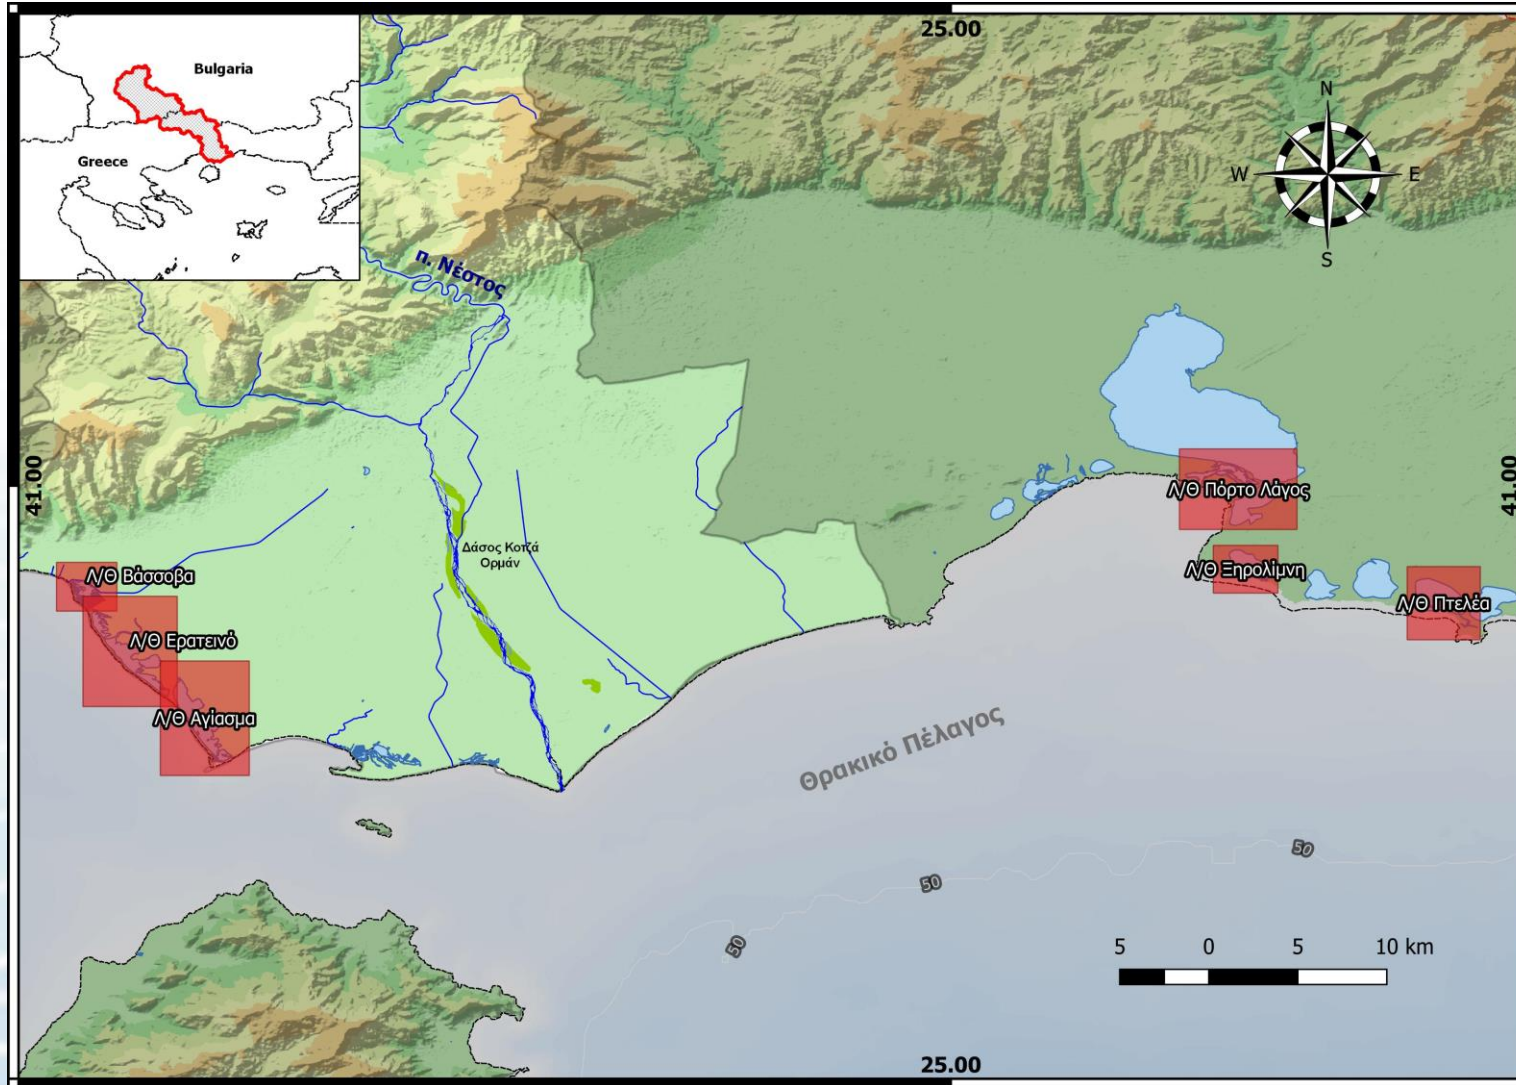 25.00
Bulgaria
Greece
N
W
E
S
π. Νέστος
41.00
41.00
Λ/Θ Πόρτο Λάγος
Δάσος Κοτζά
Ορμάν
Λ/Θ Βάσσοβα
Λ/Θ Ξηρολίμνη
Λ/Θ Πτελέα
Λ/Θ Ερατεινό
Λ/Θ Αγίασμα
Θρακικό Πέλαγος
50
50
50
5 0 5 10 km
25.00